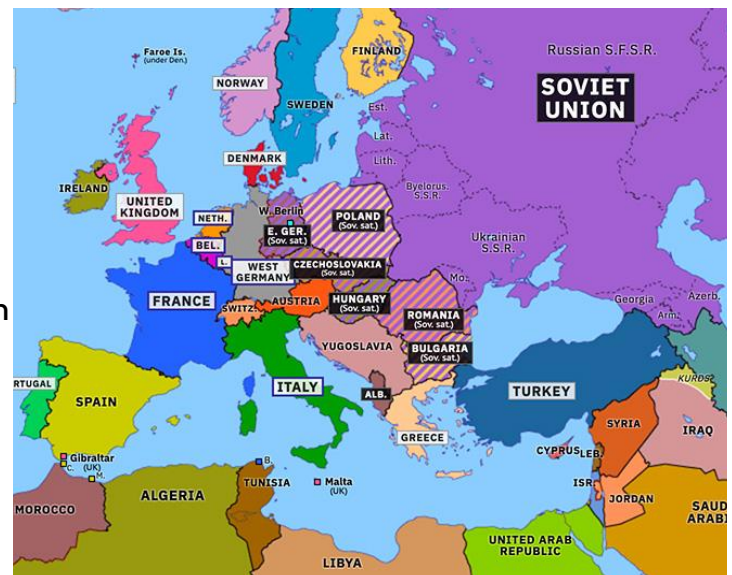 Faroe Is.
(under Den.)
NORWAY
SWEDEN
FINLAND
Russian S.F.S.R.
SOVIET
UNION
Est.
Lat.
Lith.
Byelorus.
S.S.R.
DENMARK
IRELAND
UNITED
KINGDOM
NETH.
BEL.
L.
W. Berlin
E. GER.
(Sov. sat.)
POLAND
(Sov. sat.)
WEST
GERMANY
CZECHOSLOVAKIA
(Sov. sat.)
Ukrainian
S.S.R.
Mo.
n
FRANCE
SWITZ.
AUSTRIA
HUNGARY
(Sov. sat.)
ROMANIA
(Sov. sat.)
BULGARIA
(Sov. sat.)
YUGOSLAVIA
Georgia
Arm.
Azerb.
RTUGAL
SPAIN
ITALY
ALB.
GREECE
TURKEY
KURDS?
Gibraltar
(UK)
C.
M.
B.
Malta
(UK)
CYPRUS
LEB.
SYRIA
IRAQ
ISR
JORDAN
SAUD
ARABI
MOROCCO
ALGERIA
TUNISIA
LIBYA
UNITED ARAB
REPUBLIC